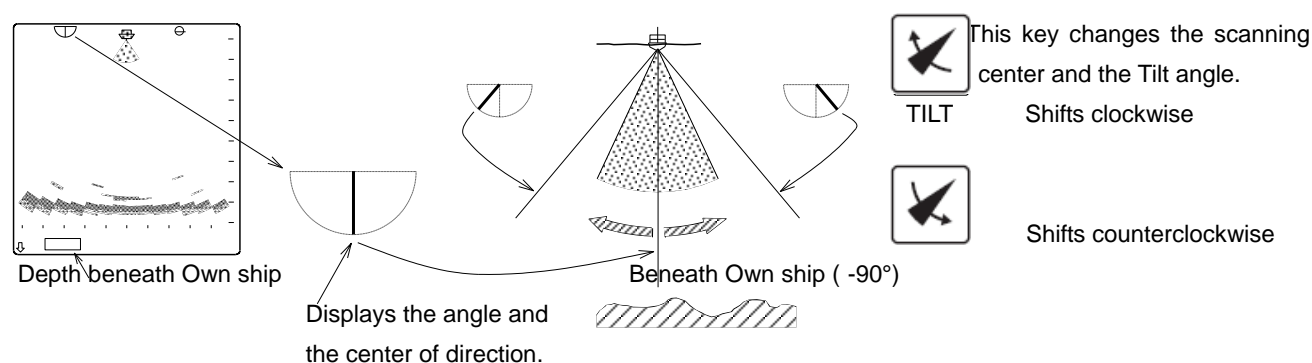 This key changes the scanning
center and the Tilt angle.
TILT
Shifts clockwise
Shifts counterclockwise
Depth beneath Own ship
Beneath Own ship ( -90°)
Displays the angle and
the center of direction.